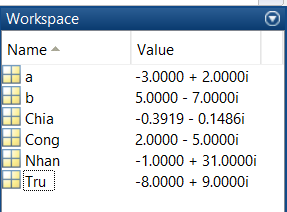 Workspace
Name Value
a -3.0000 + 2.0000i
b 5.0000 - 7.0000i
Chia -0.3919 - 0.1486i
Cong 2.0000 - 5.0000i
Nhan -1.0000 + 31.0000i
Tru -8.0000 + 9.0000i